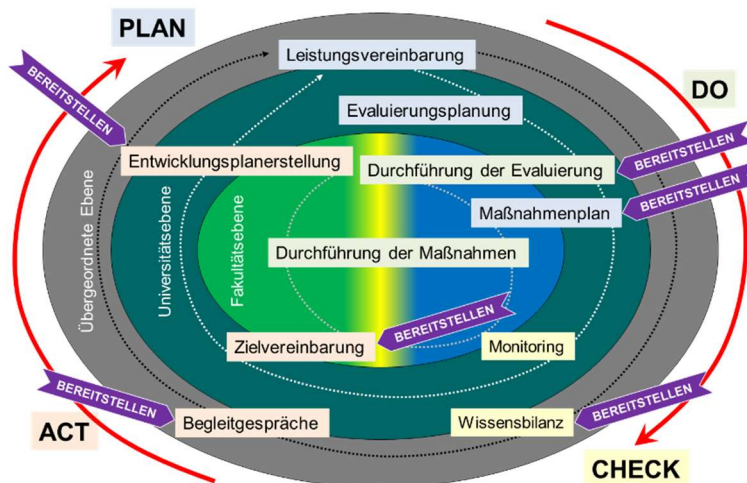 PLAN
Leistungsvereinbarung
DO
BEREITSTELLEN
Evaluierungsplanung
BEREITSTELLEN
Entwicklungsplanerstellung
Durchführung der Evaluierung
BEREITSTELLEN
Maßnahmenplan
Übergeordnete Ebene
Universitätsebene
Fakultätsebene
Durchführung der Maßnahmen
BEREITSTELLEN
Zielvereinbarung
Monitoring
BEREITSTELLEN
BEREITSTELLEN
Begleitgespräche
Wissensbilanz
ACT
CHECK